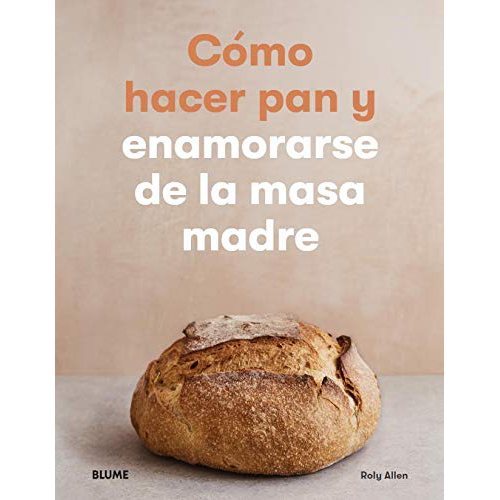 Cómo
hacer pan y
enamorarse
de la masa
madre
BLUME
Roly Allen